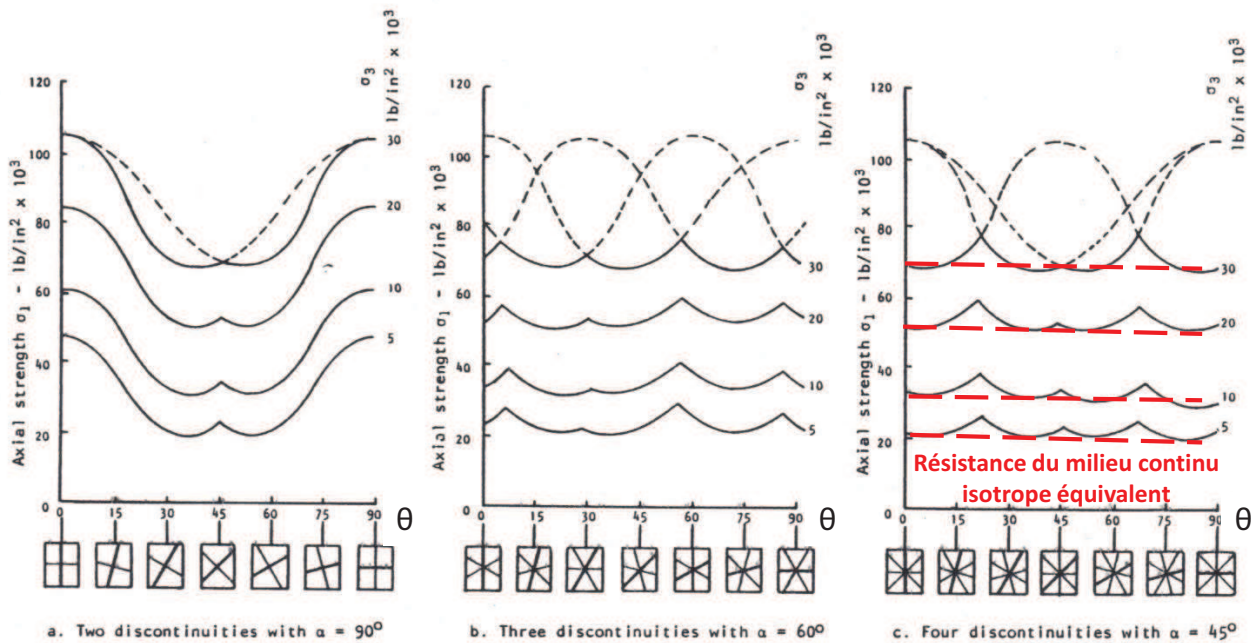 σ3
lb/in² x 10³
Axial strength σ1 - lb/in² x 10³
120
100
80
60
40
20
0
30
20
10
5
0 15 30 45 60 75 90 θ
a. Two discontinuities with α = 90°
σ3
lb/in² x 10³
Axial strength σ1 - lb/in² x 10³
120
100
80
60
40
20
0
30
20
10
5
0 15 30 45 60 75 90 θ
b. Three discontinuities with α = 60°
σ3
lb/in² x 10³
Axial strength σ1 - lb/in² x 10³
120
100
80
60
40
20
0
30
20
10
5
Résistance du milieu continu
isotrope équivalent
0 15 30 45 60 75 90 θ
c. Four discontinuities with α = 45°